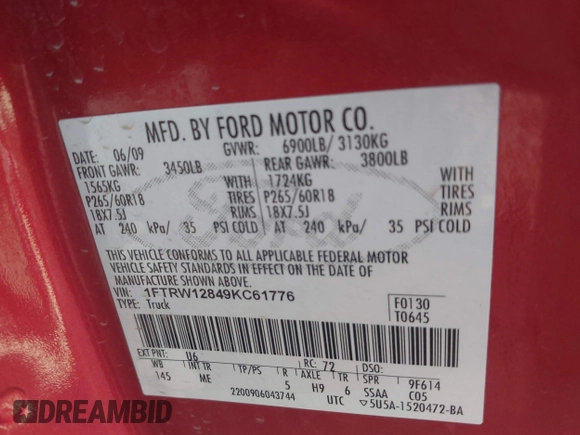 MFD. BY FORD MOTOR CO.
DATE: 06/09 GVWR: 6900LB/ 3130KG
FRONT GAWR: 3450LB REAR GAWR: 3800LB
1565KG WITH 1724KG WITH
P265/60R18 TIRES P265/60R18 TIRES
18X7.5J RIMS 18X7.5J RIMS
AT 240 kPa/ 35 PSI COLD AT 240 kPa/ 35 PSI COLD
THIS VEHICLE CONFORMS TO ALL APPLICABLE FEDERAL MOTOR
VEHICLE SAFETY STANDARDS IN EFFECT ON THE DATE OF
MANUFACTURE SHOWN ABOVE.
VIN: 1FTRW12849KC61776 F0130
TYPE: Truck T0645
EXT PNT: U6 RC: 72 DSO:
WB INT TR TP/PS R AXLE TR SPR 9F614
145 ME 5 H9 6 SSAA C05
2200906043744 UTC ▽5U5A-1520472-BA
Ford
DREAMBID